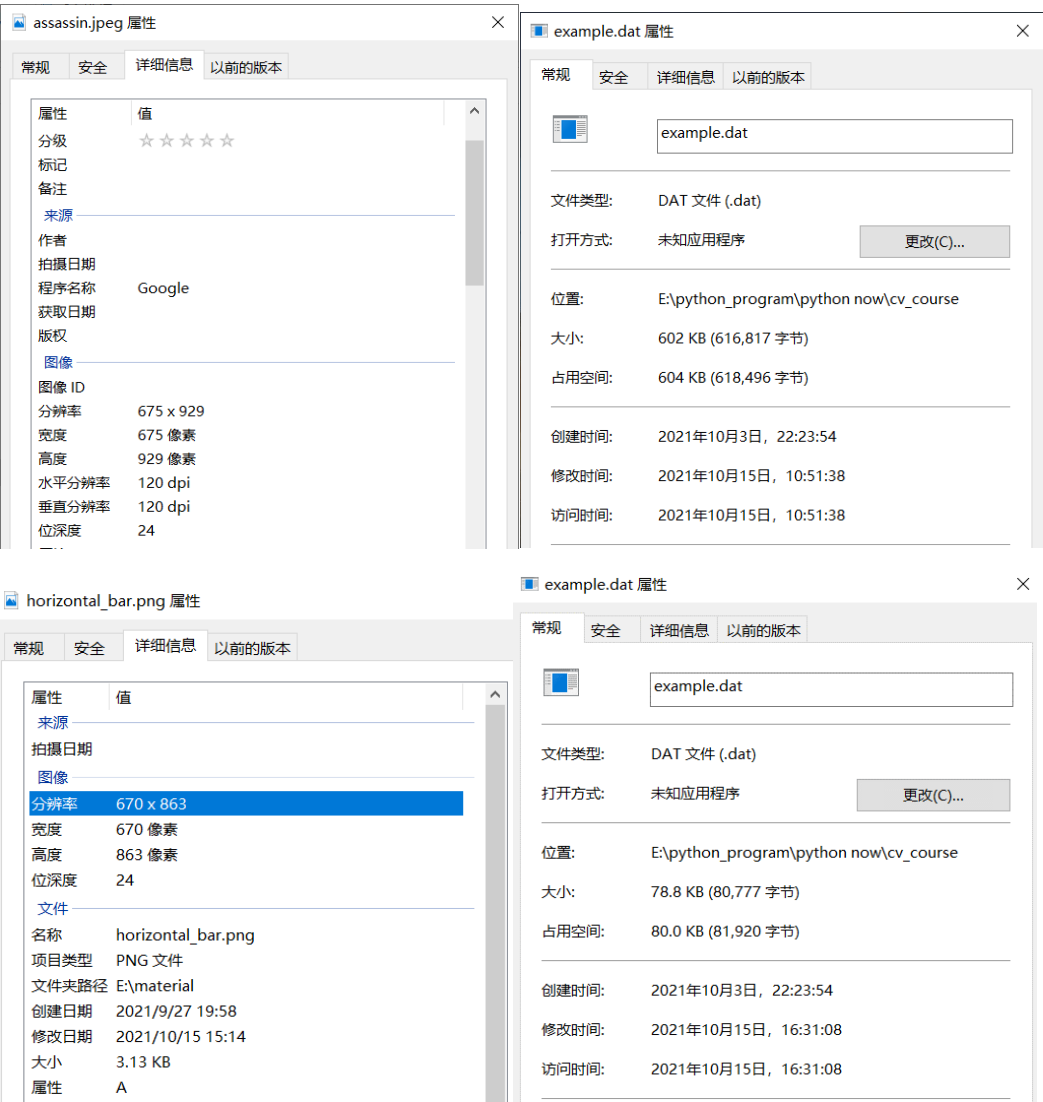 assassin.jpeg 属性
常规 安全 详细信息 以前的版本
属性 值
分级
标记
备注
来源
作者
拍摄日期
程序名称 Google
获取日期
版权
图像
图像 ID
分辨率 675 x 929
宽度 675 像素
高度 929 像素
水平分辨率 120 dpi
垂直分辨率 120 dpi
位深度 24
example.dat 属性
常规 安全 详细信息 以前的版本
example.dat
文件类型: DAT 文件 (.dat)
打开方式: 未知应用程序 更改(C)...
位置: E:\python_program\python now\cv_course
大小: 602 KB (616,817 字节)
占用空间: 604 KB (618,496 字节)
创建时间: 2021年10月3日，22:23:54
修改时间: 2021年10月15日，10:51:38
访问时间: 2021年10月15日，10:51:38
horizontal_bar.png 属性
常规 安全 详细信息 以前的版本
属性 值
来源
拍摄日期
图像
分辨率 670 x 863
宽度 670 像素
高度 863 像素
位深度 24
文件
名称 horizontal_bar.png
项目类型 PNG 文件
文件夹路径 E:\material
创建日期 2021/9/27 19:58
修改日期 2021/10/15 15:14
大小 3.13 KB
属性 A
example.dat 属性
常规 安全 详细信息 以前的版本
example.dat
文件类型: DAT 文件 (.dat)
打开方式: 未知应用程序 更改(C)...
位置: E:\python_program\python now\cv_course
大小: 78.8 KB (80,777 字节)
占用空间: 80.0 KB (81,920 字节)
创建时间: 2021年10月3日，22:23:54
修改时间: 2021年10月15日，16:31:08
访问时间: 2021年10月15日，16:31:08